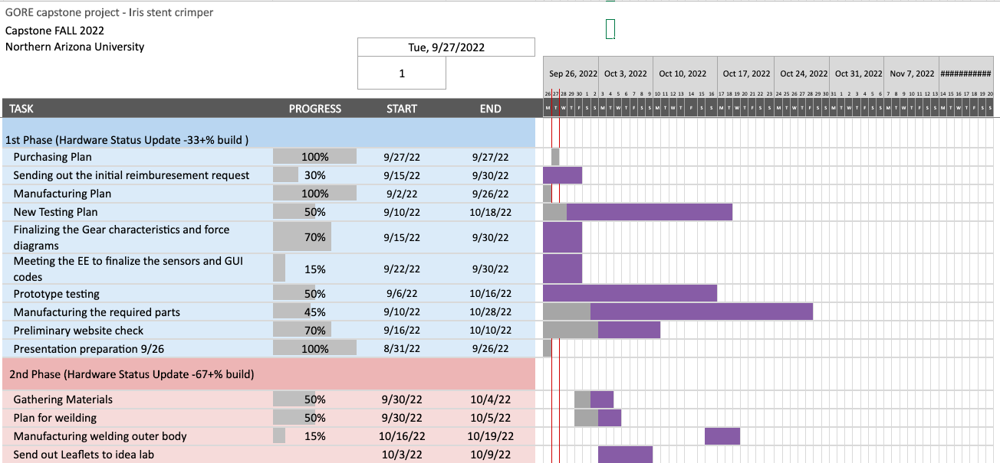 GORE capstone project - Iris stent crimper
Capstone FALL 2022
Northern Arizona University
Tue, 9/27/2022
1
Sep 26, 2022 Oct 3, 2022 Oct 10, 2022 Oct 17, 2022 Oct 24, 2022 Oct 31, 2022 Nov 7, 2022 ###########
26 27 28 29 30 1 2 3 4 5 6 7 8 9 10 11 12 13 14 15 16 17 18 19 20 21 22 23 24 25 26 27 28 29 30 31 1 2 3 4 5 6 7 8 9 10 11 12 13 14 15 16 17 18 19 20
TASK PROGRESS START END M T W T F S S M T W T F S S M T W T F S S M T W T F S S M T W T F S S M T W T F S S M T W T F S S M T W T F S S
1st Phase (Hardware Status Update -33+% build )
Purchasing Plan 100% 9/27/22 9/27/22
Sending out the initial reimburesement request 30% 9/15/22 9/30/22
Manufacturing Plan 100% 9/2/22 9/26/22
New Testing Plan 50% 9/10/22 10/18/22
Finalizing the Gear characteristics and force
diagrams 70% 9/15/22 9/30/22
Meeting the EE to finalize the sensors and GUI
codes 15% 9/22/22 9/30/22
Prototype testing 50% 9/6/22 10/16/22
Manufacturing the required parts 45% 9/10/22 10/28/22
Preliminary website check 70% 9/16/22 10/10/22
Presentation preparation 9/26 100% 8/31/22 9/26/22
2nd Phase (Hardware Status Update -67+% build)
Gathering Materials 50% 9/30/22 10/4/22
Plan for weilding 50% 9/30/22 10/5/22
Manufacturing welding outer body 15% 10/16/22 10/19/22
Send out Leaflets to idea lab 10/3/22 10/9/22